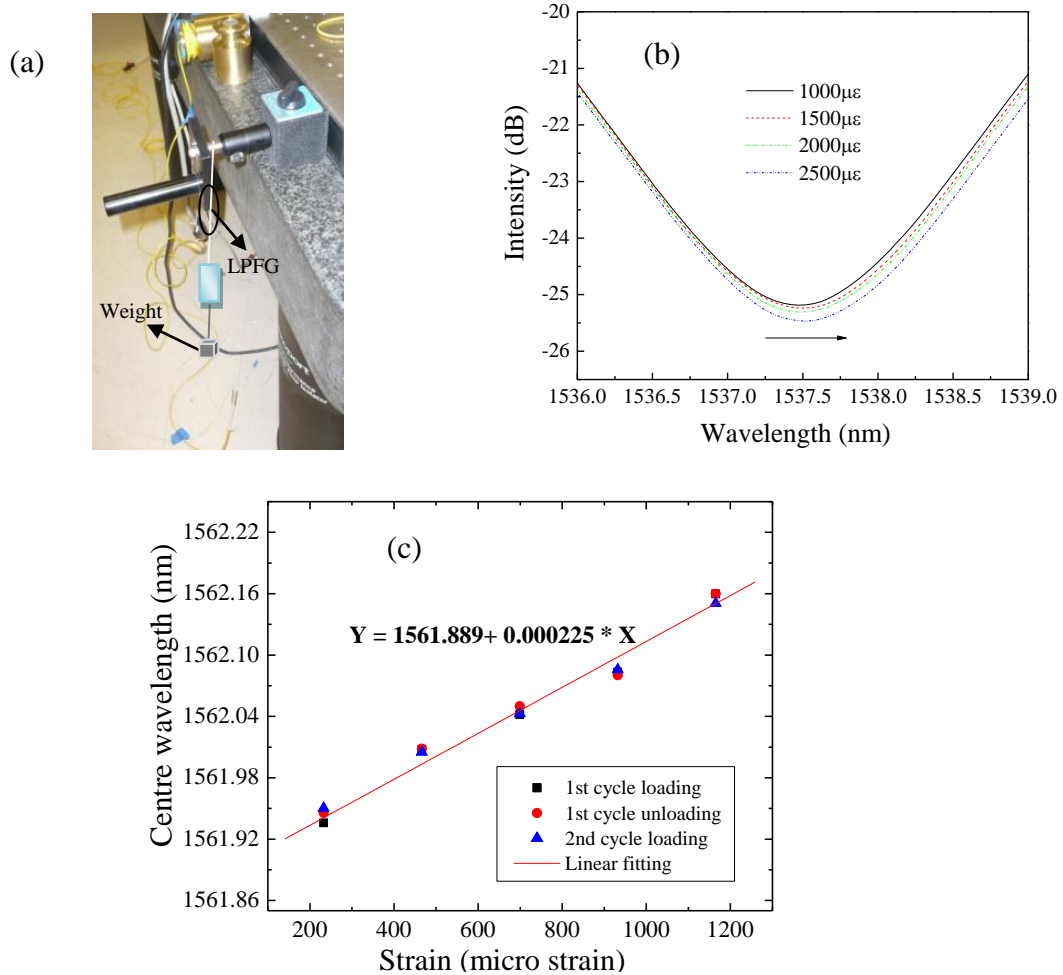 (a)
LPFG
Weight
(b)
-20
-21
-22
-23
-24
-25
-26
Intensity (dB)
1000με
1500με
2000με
2500με
1536.0 1536.5 1537.0 1537.5 1538.0 1538.5 1539.0
Wavelength (nm)
(c)
1562.22
1562.16
1562.10
1562.04
1561.98
1561.92
1561.86
Centre wavelength (nm)
Y = 1561.889+ 0.000225 * X
1st cycle loading
1st cycle unloading
2nd cycle loading
Linear fitting
200 400 600 800 1000 1200
Strain (micro strain)